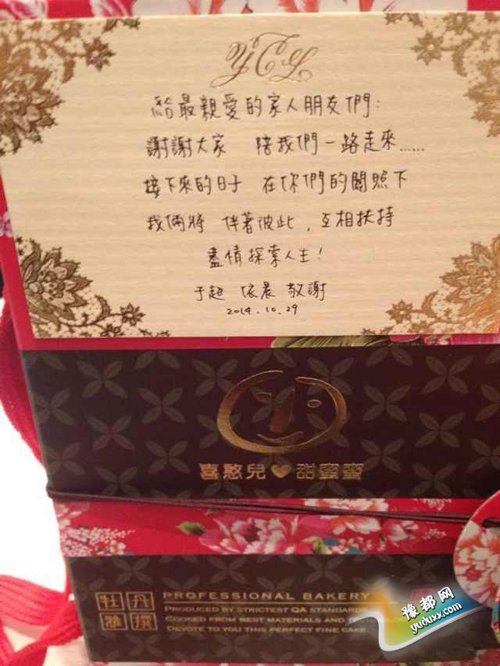 給最親愛的家人朋友們:
謝謝大家 陪我們一路走來......
接下來的日子 在你們的關照下
我倆將 伴著彼此, 互相扶持
盡情探索人生!
于超 依晨 敬謝
2014.10.29
喜憨兒♥甜蜜蜜
牡丹
雅饌
PROFESSIONAL BAKERY
PRODUCED BY STRICTEST QA STANDARD
COOKED FROM BEST MATERIALS AND
DEVOTE TO YOU THIS PERFECT FINE CAKE.
豫都网
yuduxx.com